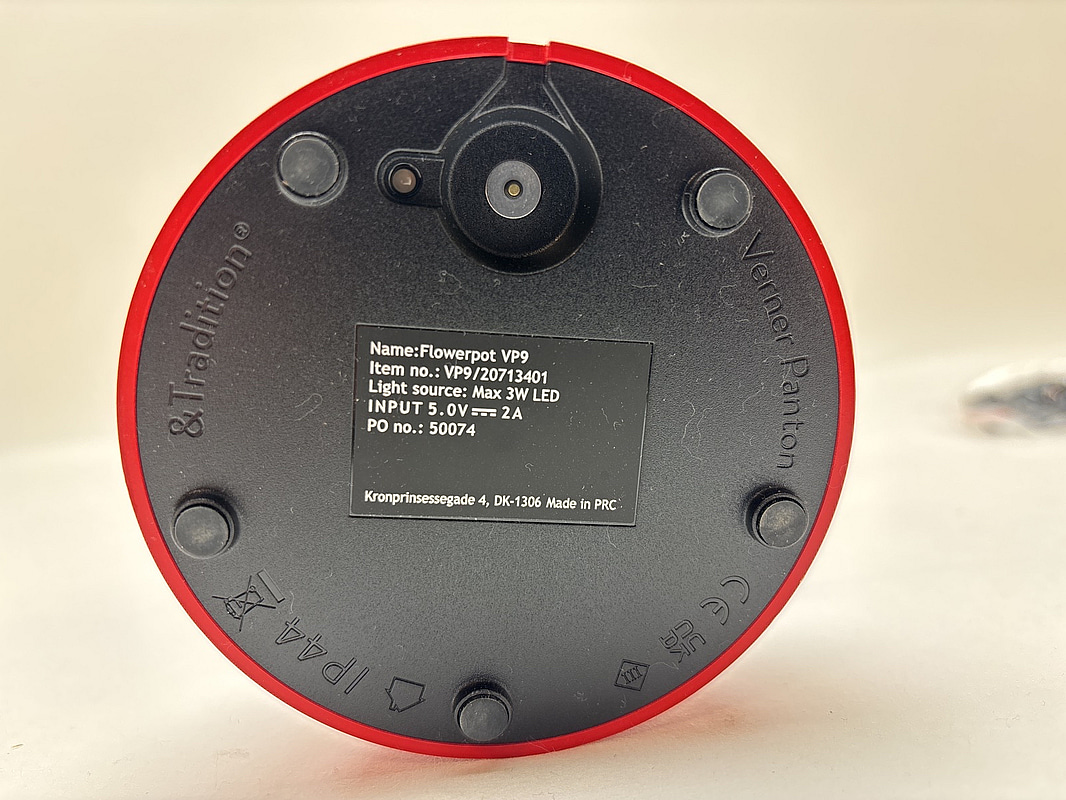 &Tradition®
Verner Panton
Name:Flowerpot VP9
Item no.: VP9/20713401
Light source: Max 3W LED
INPUT 5.0V⎓2A
PO no.: 50074
Kronprinsessegade 4, DK-1306 Made in PRC
IP44
CE
UK
CA
III